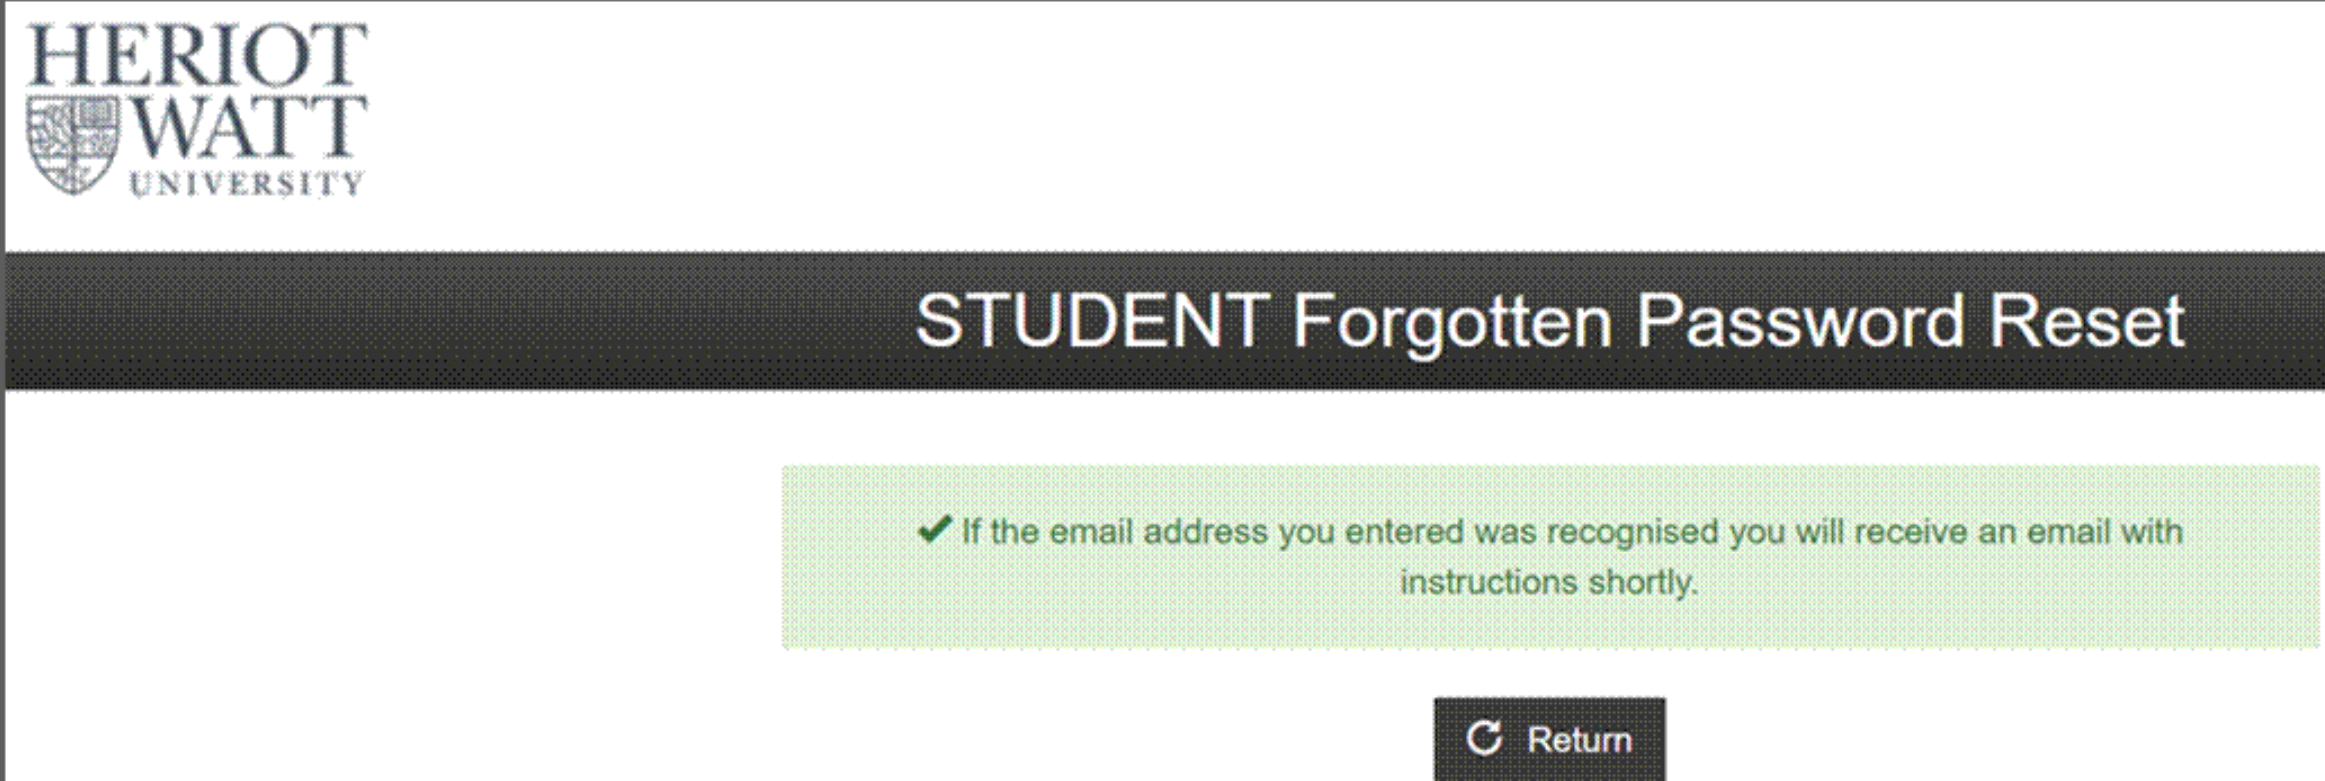 HERIOT
WATT
UNIVERSITY
STUDENT Forgotten Password Reset
If the email address you entered was recognised you will receive an email with
instructions shortly.
Return